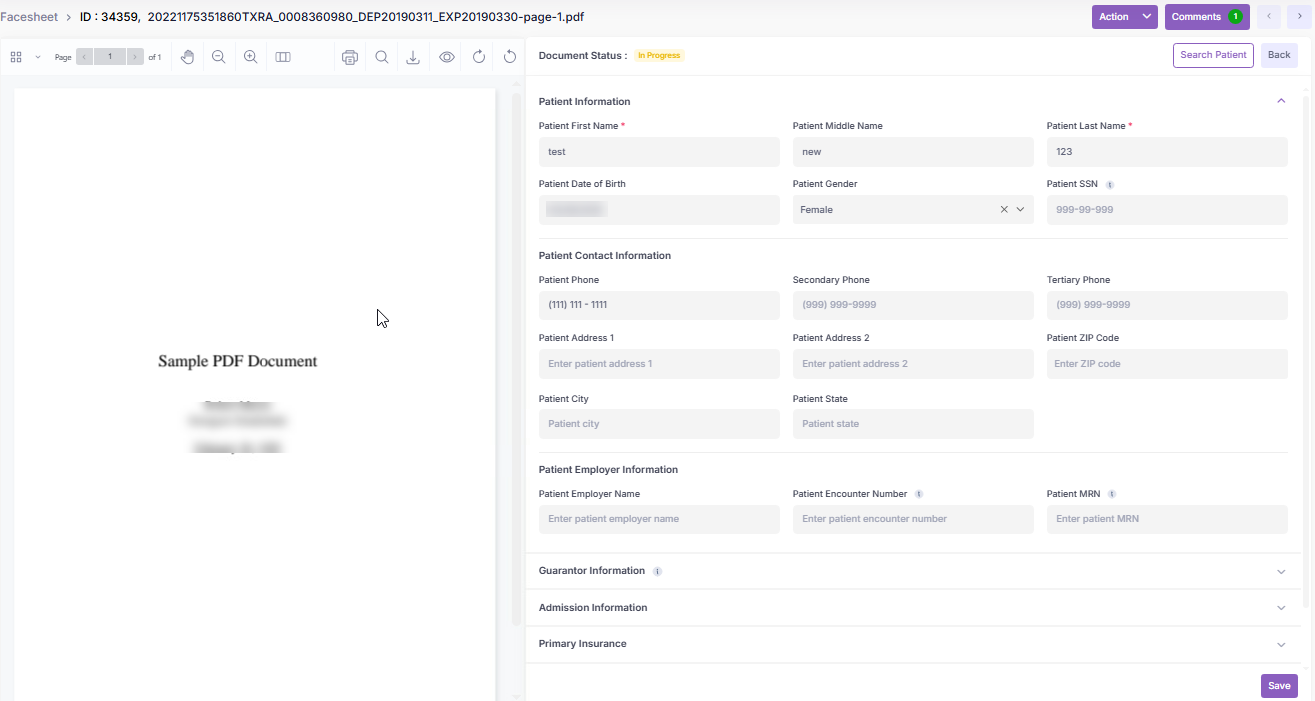 Facesheet > ID : 34359, 20221175351860TXRA_0008360980_DEP20190311_EXP20190330-page-1.pdf
Action
Comments 1
Page 1 of 1
Document Status : In Progress
Search Patient
Back
Sample PDF Document
Patient Information
Patient First Name * Patient Middle Name Patient Last Name *
test new 123
Patient Date of Birth Patient Gender Patient SSN
Female 999-99-999
Patient Contact Information
Patient Phone Secondary Phone Tertiary Phone
(111) 111 - 1111 (999) 999-9999 (999) 999-9999
Patient Address 1 Patient Address 2 Patient ZIP Code
Enter patient address 1 Enter patient address 2 Enter ZIP code
Patient City Patient State
Patient city Patient state
Patient Employer Information
Patient Employer Name Patient Encounter Number Patient MRN
Enter patient employer name Enter patient encounter number Enter patient MRN
Guarantor Information
Admission Information
Primary Insurance
Save